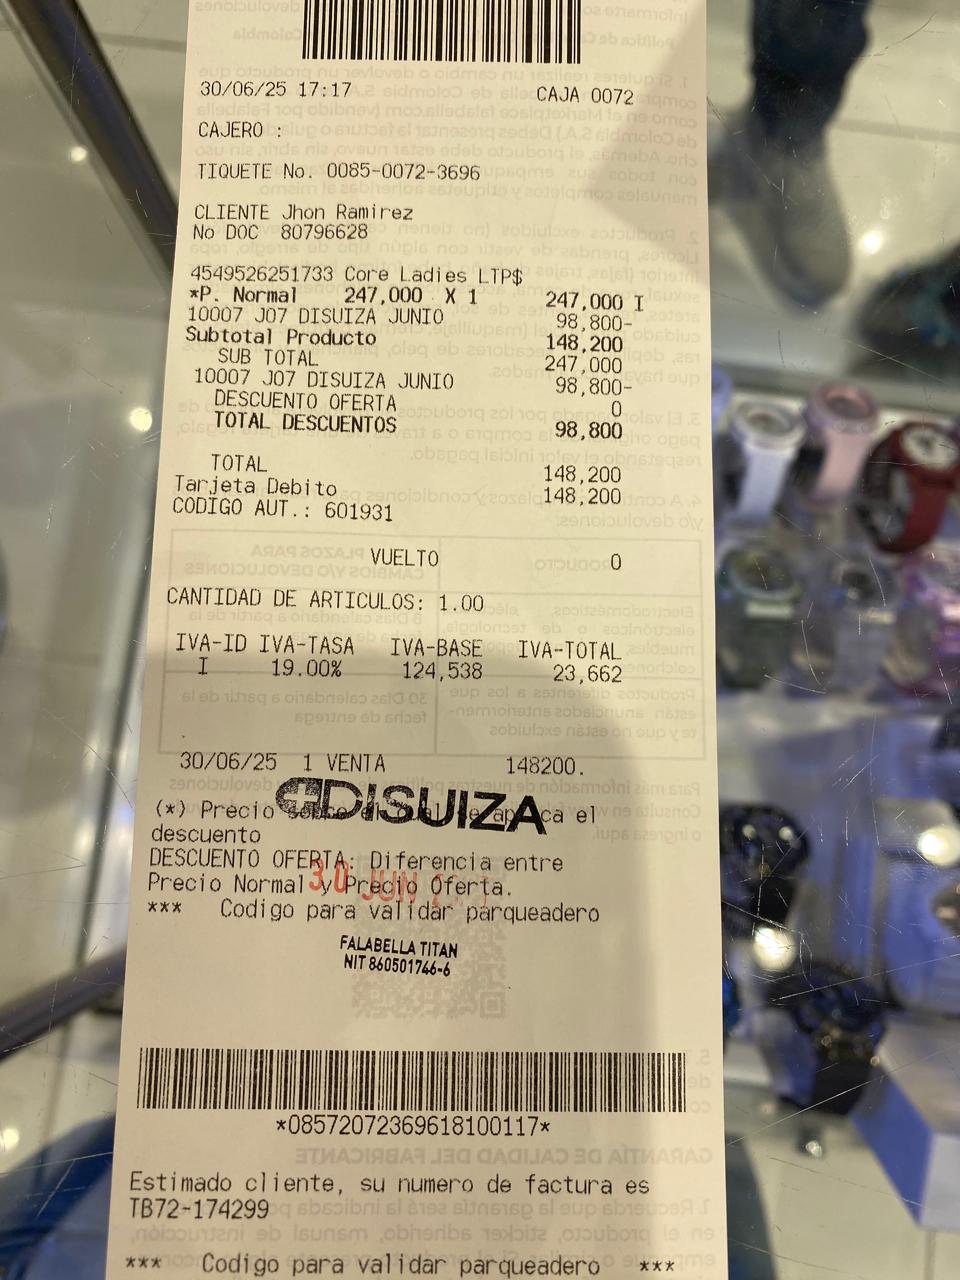 30/06/25 17:17 CAJA 0072
CAJERO :
TIQUETE No. 0085-0072-3696
CLIENTE Jhon Ramirez
No DOC 80796628
4549526251733 Core Ladies LTP$
*P. Normal 247,000 X 1 247,000 I
10007 J07 DISUIZA JUNIO 98,800-
Subtotal Producto 148,200
SUB TOTAL 247,000
10007 J07 DISUIZA JUNIO 98,800-
DESCUENTO OFERTA 0
TOTAL DESCUENTOS 98,800
TOTAL 148,200
Tarjeta Debito 148,200
CODIGO AUT.: 601931
VUELTO 0
CANTIDAD DE ARTICULOS: 1.00
IVA-ID IVA-TASA IVA-BASE IVA-TOTAL
I 19.00% 124,538 23,662
30/06/25 1 VENTA 148200.
DISUIZA
(*) Precio el
descuento
DESCUENTO OFERTA: Diferencia entre
30 JUN
Precio Normal y Precio Oferta.
*** Codigo para validar parqueadero
FALABELLA TITAN
NIT 860501746-6
*08572072369618100117*
Estimado cliente, su numero de factura es
TB72-174299
*** Codigo para validar parqueadero ***